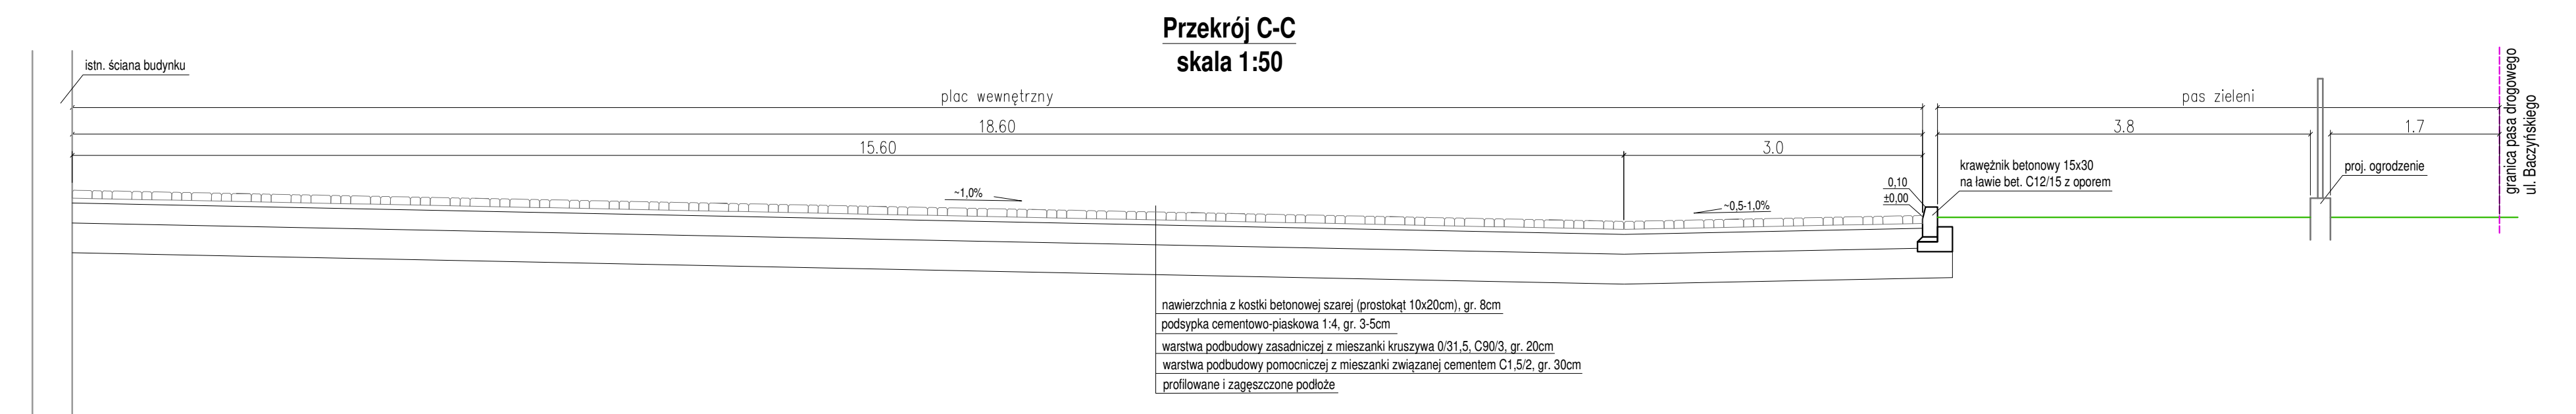 Przekrój C-C
skala 1:50
istn. ściana budynku
plac wewnętrzny
pas zieleni
18.60
3.8
1.7
15.60
3.0
granica pasa drogowego
ul. Baczyńskiego
krawężnik betonowy 15x30
na ławie bet. C12/15 z oporem
proj. ogrodzenie
0,10
±0,00
~1,0%
~0,5-1,0%
nawierzchnia z kostki betonowej szarej (prostokąt 10x20cm), gr. 8cm
podsypka cementowo-piaskowa 1:4, gr. 3-5cm
warstwa podbudowy zasadniczej z mieszanki kruszywa 0/31,5, C90/3, gr. 20cm
warstwa podbudowy pomocniczej z mieszanki związanej cementem C1,5/2, gr. 30cm
profilowane i zagęszczone podłoże